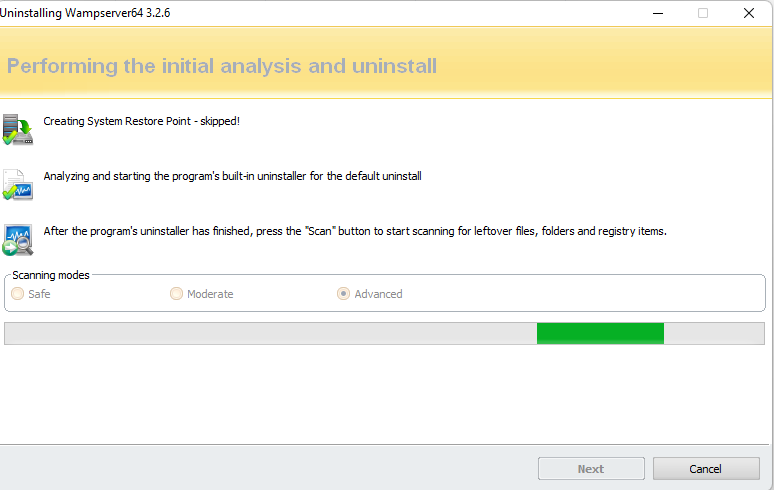 Uninstalling Wampserver64 3.2.6
Performing the initial analysis and uninstall
Creating System Restore Point - skipped!
Analyzing and starting the program's built-in uninstaller for the default uninstall
After the program's uninstaller has finished, press the "Scan" button to start scanning for leftover files, folders and registry items.
Scanning modes
Safe Moderate Advanced
Next Cancel